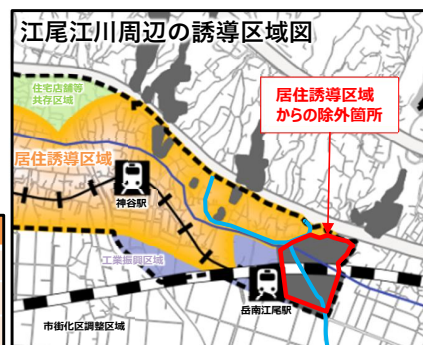 江尾江川周辺の誘導区域図
住宅店舗等
共存区域
居住誘導区域
からの除外箇所
居住誘導区域
神谷駅
工業振興区域
岳南江尾駅
市街化区調整区域